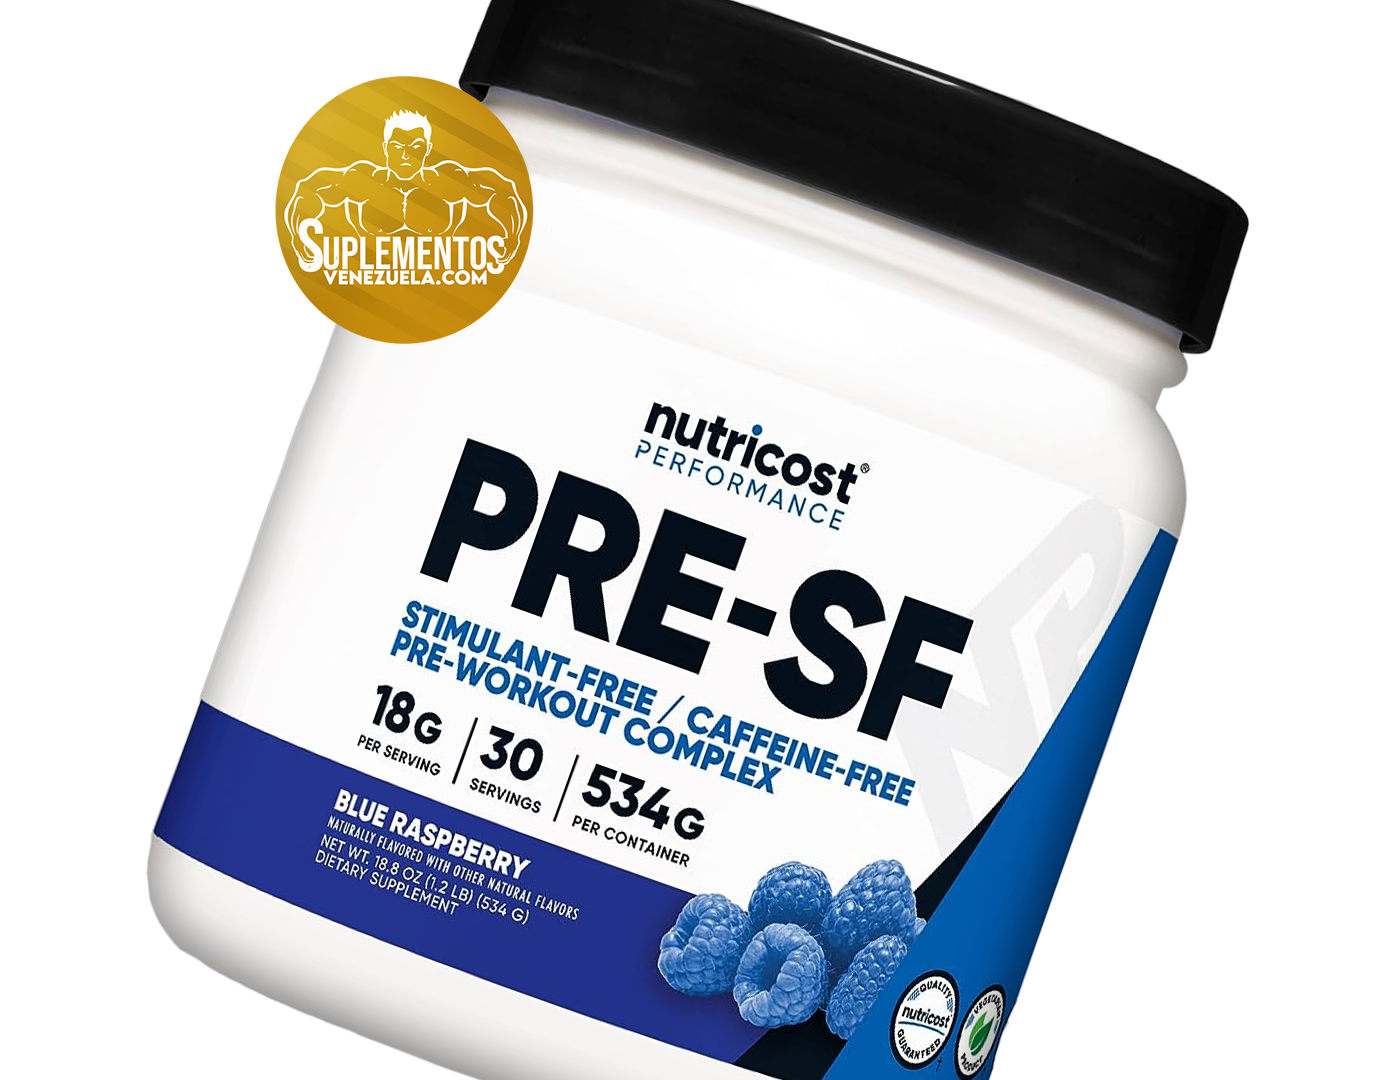 SUPLEMENTOS
VENEZUELA.COM
nutricost®
PERFORMANCE
PRE-SF
STIMULANT-FREE / CAFFEINE-FREE
PRE-WORKOUT COMPLEX
18G
PER SERVING
30
SERVINGS
534G
PER CONTAINER
BLUE RASPBERRY
NATURALLY FLAVORED WITH OTHER NATURAL FLAVORS
NET WT. 18.8 OZ (1.2 LB) (534 G)
DIETARY SUPPLEMENT
QUALITY
nutricost
GUARANTEED
VEGETARIAN
PRODUCT